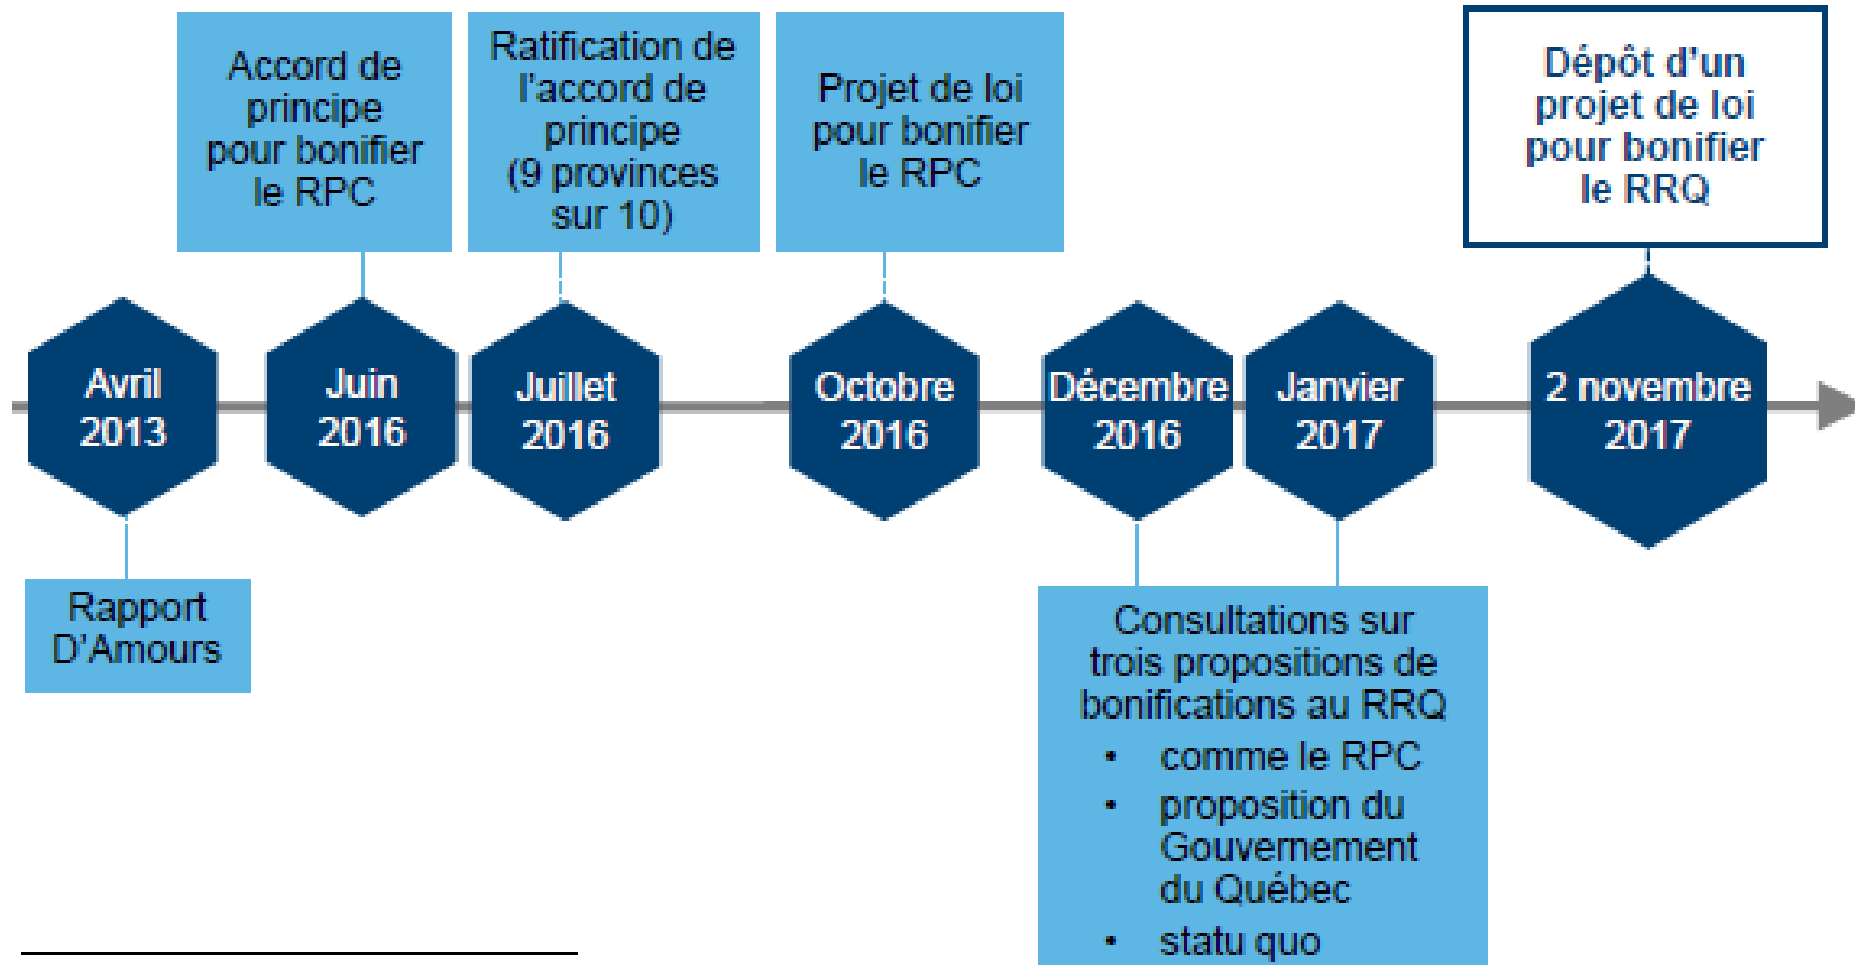 Accord de
principe
pour bonifier
le RPC
Ratification de
l'accord de
principe
(9 provinces
sur 10)
Projet de loi
pour bonifier
le RPC
Dépôt d'un
projet de loi
pour bonifier
le RRQ
Avril
2013
Juin
2016
Juillet
2016
Octobre
2016
Décembre
2016
Janvier
2017
2 novembre
2017
Rapport
D'Amours
Consultations sur
trois propositions de
bonifications au RRQ
• comme le RPC
• proposition du
Gouvernement
du Québec
• statu quo